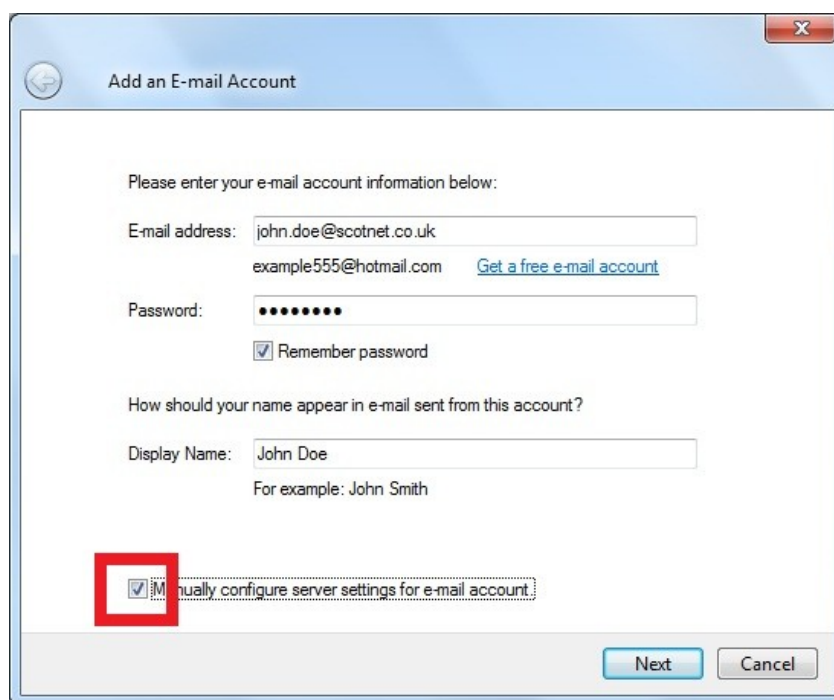 Add an E-mail Account
Please enter your e-mail account information below:
E-mail address: john.doe@scotnet.co.uk
example555@hotmail.com Get a free e-mail account
Password: ●●●●●●●●
Remember password
How should your name appear in e-mail sent from this account?
Display Name: John Doe
For example: John Smith
Manually configure server settings for e-mail account.
Next Cancel